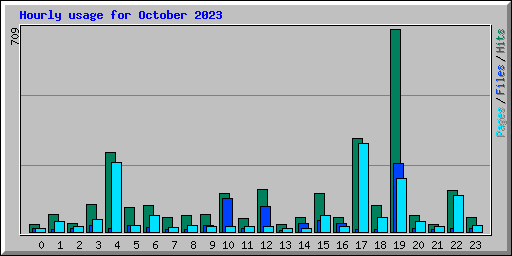 Hourly usage for October 2023
709
Pages/Files/Hits
0 1 2 3 4 5 6 7 8 9 10 11 12 13 14 15 16 17 18 19 20 21 22 23